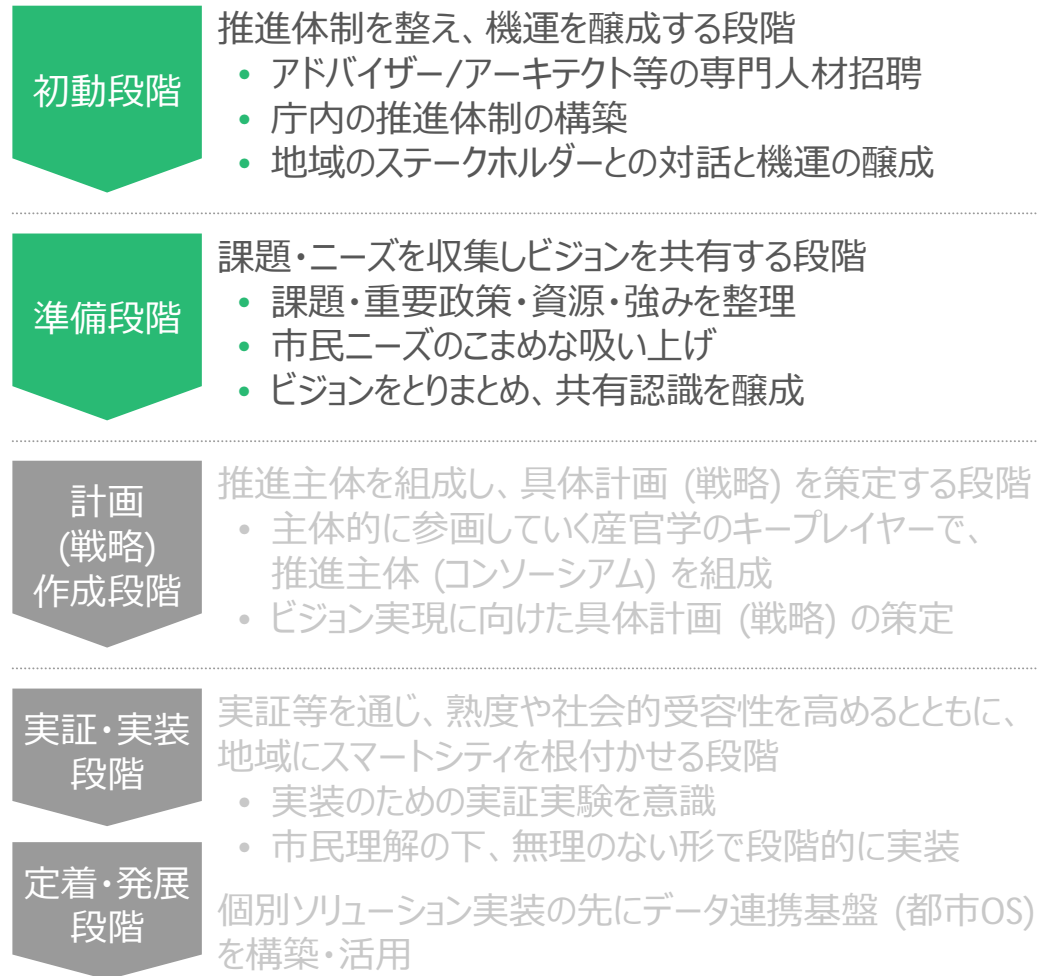 初動段階
推進体制を整え、機運を醸成する段階
• アドバイザー/アーキテクト等の専門人材招聘
• 庁内の推進体制の構築
• 地域のステークホルダーとの対話と機運の醸成
準備段階
課題・ニーズを収集しビジョンを共有する段階
• 課題・重要政策・資源・強みを整理
• 市民ニーズのこまめな吸い上げ
• ビジョンをとりまとめ、共有認識を醸成
計画
(戦略)
作成段階
推進主体を組成し、具体計画 (戦略) を策定する段階
• 主体的に参画していく産官学のキープレイヤーで、
推進主体 (コンソーシアム) を組成
• ビジョン実現に向けた具体計画 (戦略) の策定
実証・実装
段階
実証等を通じ、熟度や社会的受容性を高めるとともに、
地域にスマートシティを根付かせる段階
• 実装のための実証実験を意識
• 市民理解の下、無理のない形で段階的に実装
定着・発展
段階
個別ソリューション実装の先にデータ連携基盤 (都市OS)
を構築・活用